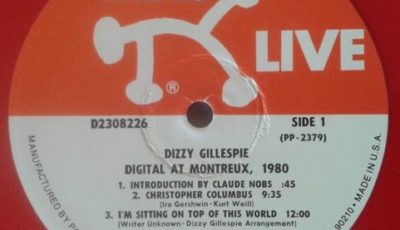 LIVE
®
D2308226
SIDE 1
(PP-2379)
DIZZY GILLESPIE
DIGITAL AT MONTREUX, 1980
1. INTRODUCTION BY CLAUDE NOBS :45
2. CHRISTOPHER COLUMBUS 9:35
(Ira Gershwin-Kurt Weill)
3. I'M SITTING ON TOP OF THIS WORLD 12:00
(Writer Unknown-Dizzy Gillespie Arrangement)
MANUFACTURED BY
90210 • MADE IN U.S.A.